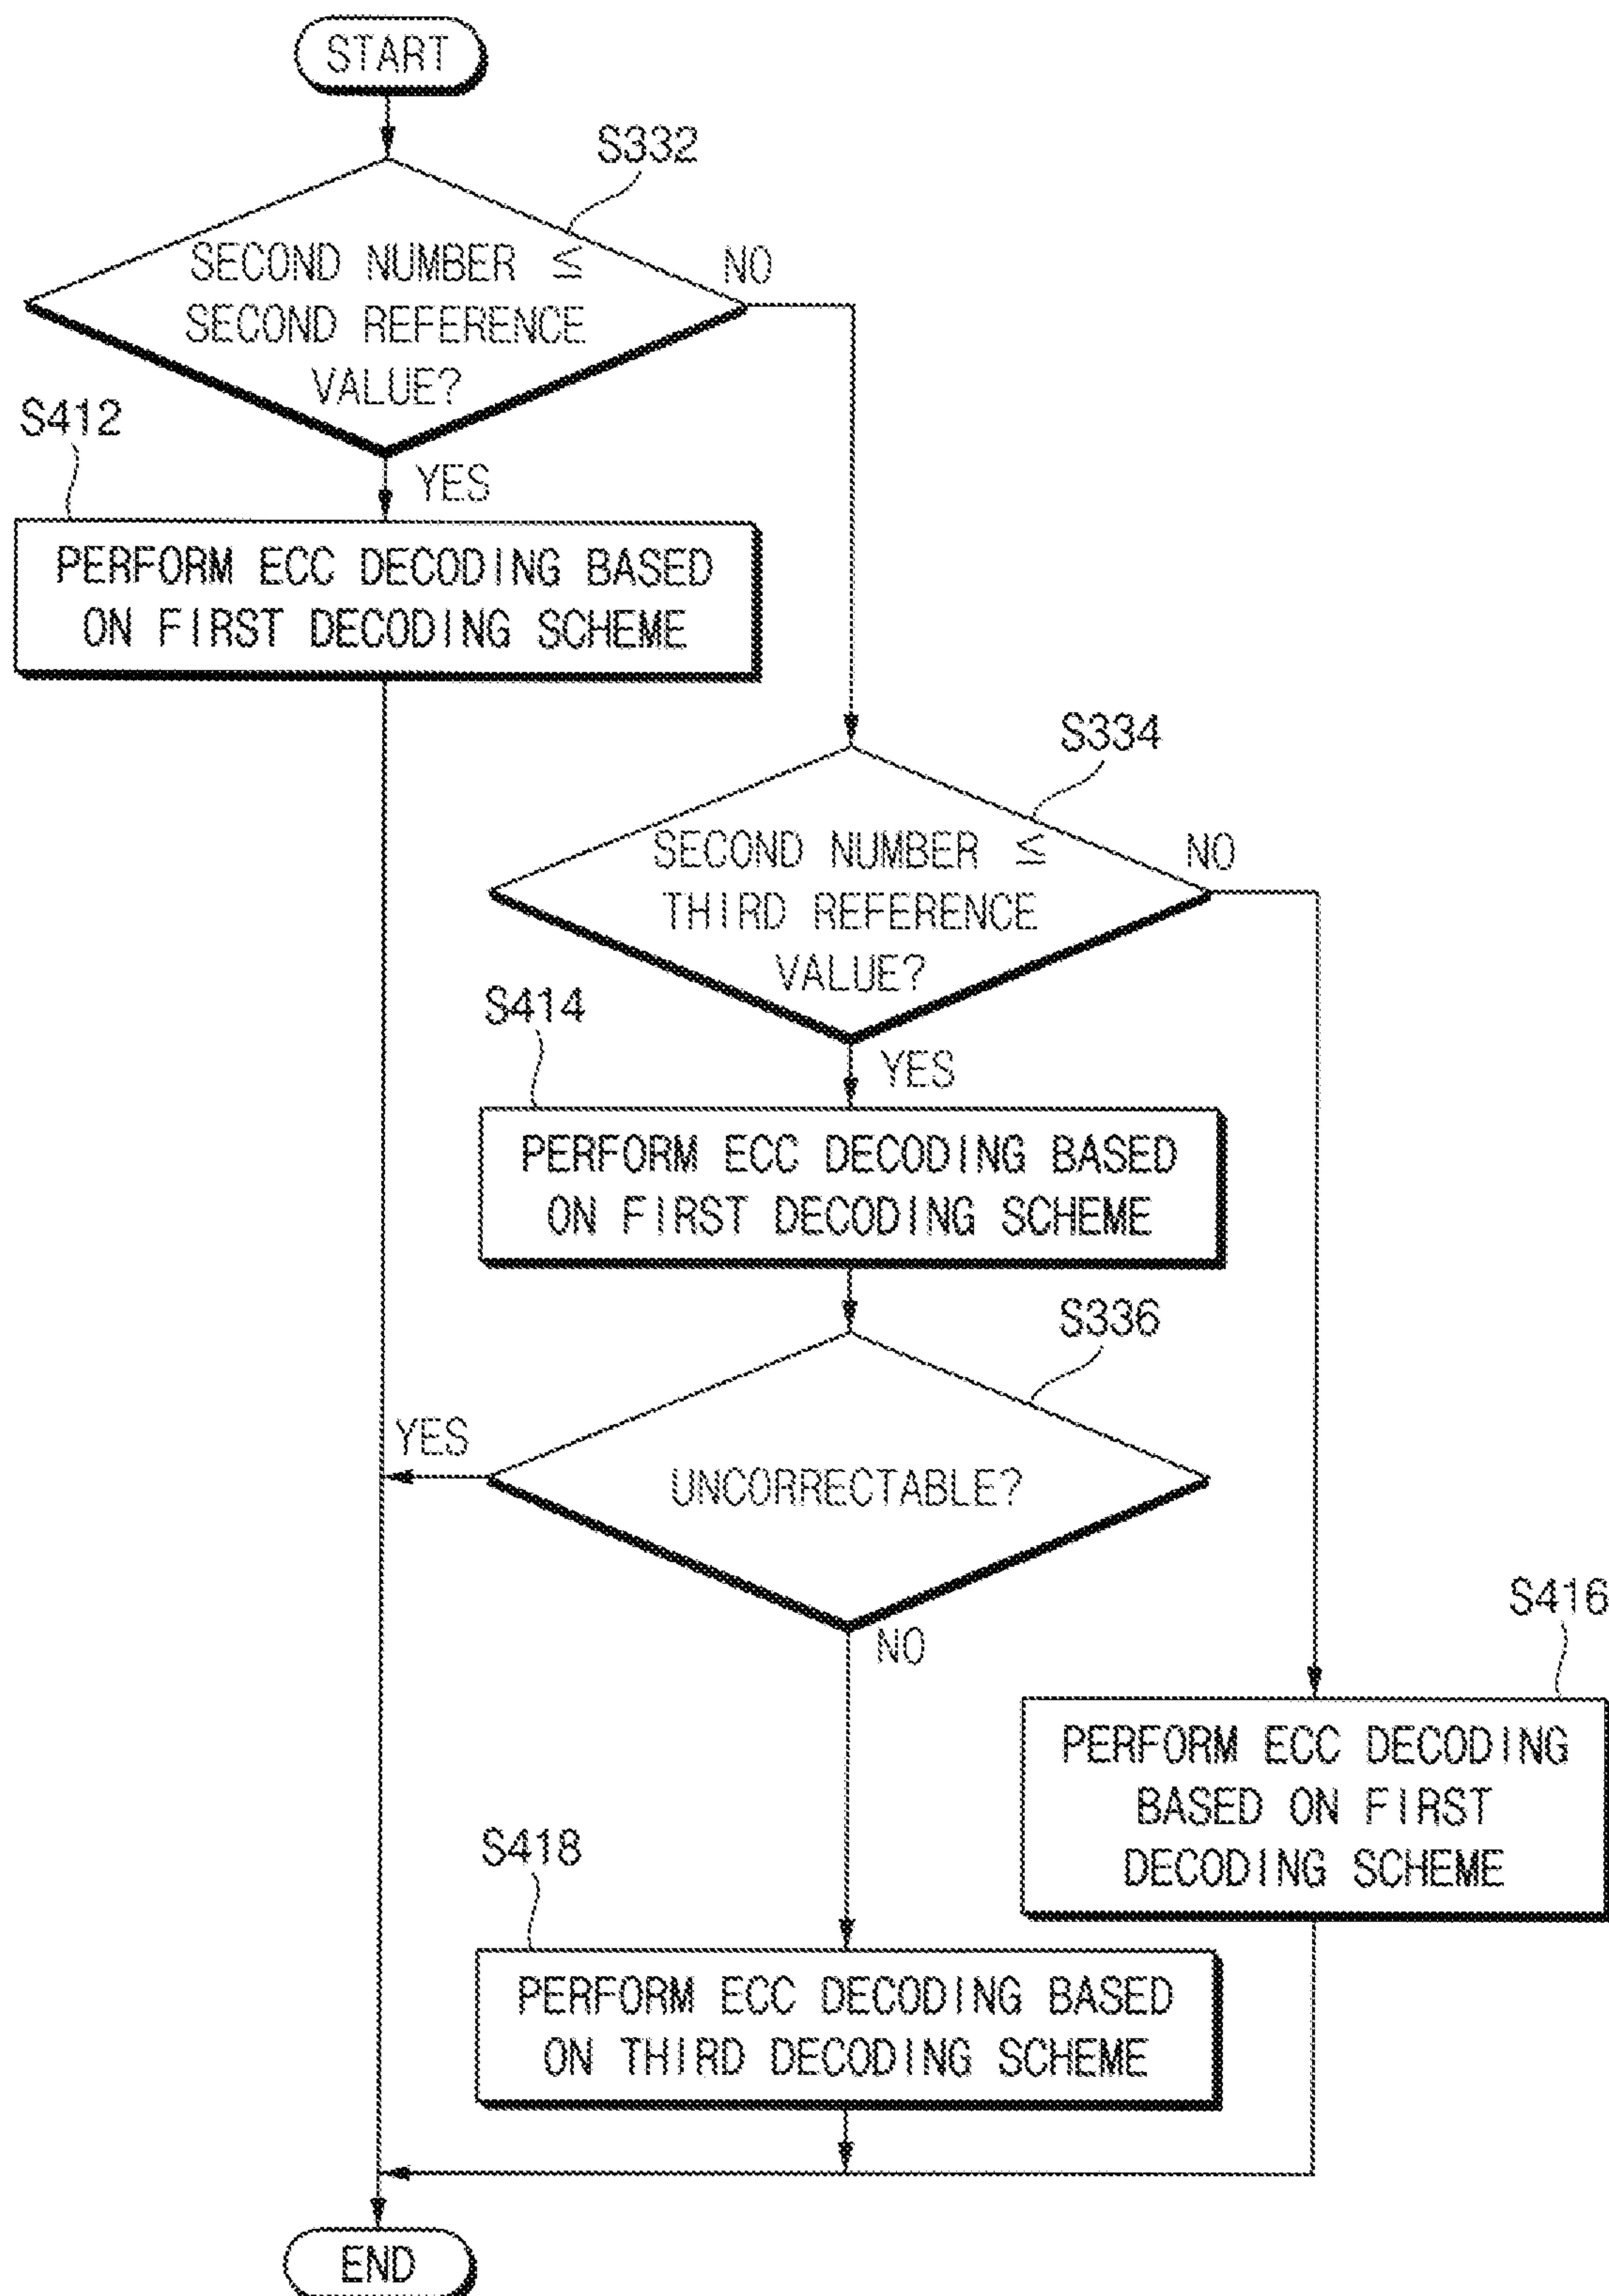 START
S332
SECOND NUMBER ≤
SECOND REFERENCE
VALUE?
NO
S412
YES
PERFORM ECC DECODING BASED
ON FIRST DECODING SCHEME
S334
SECOND NUMBER ≤
THIRD REFERENCE
VALUE?
NO
S414
YES
PERFORM ECC DECODING BASED
ON FIRST DECODING SCHEME
S336
YES
UNCORRECTABLE?
NO
S416
PERFORM ECC DECODING
BASED ON FIRST
DECODING SCHEME
S418
PERFORM ECC DECODING BASED
ON THIRD DECODING SCHEME
END